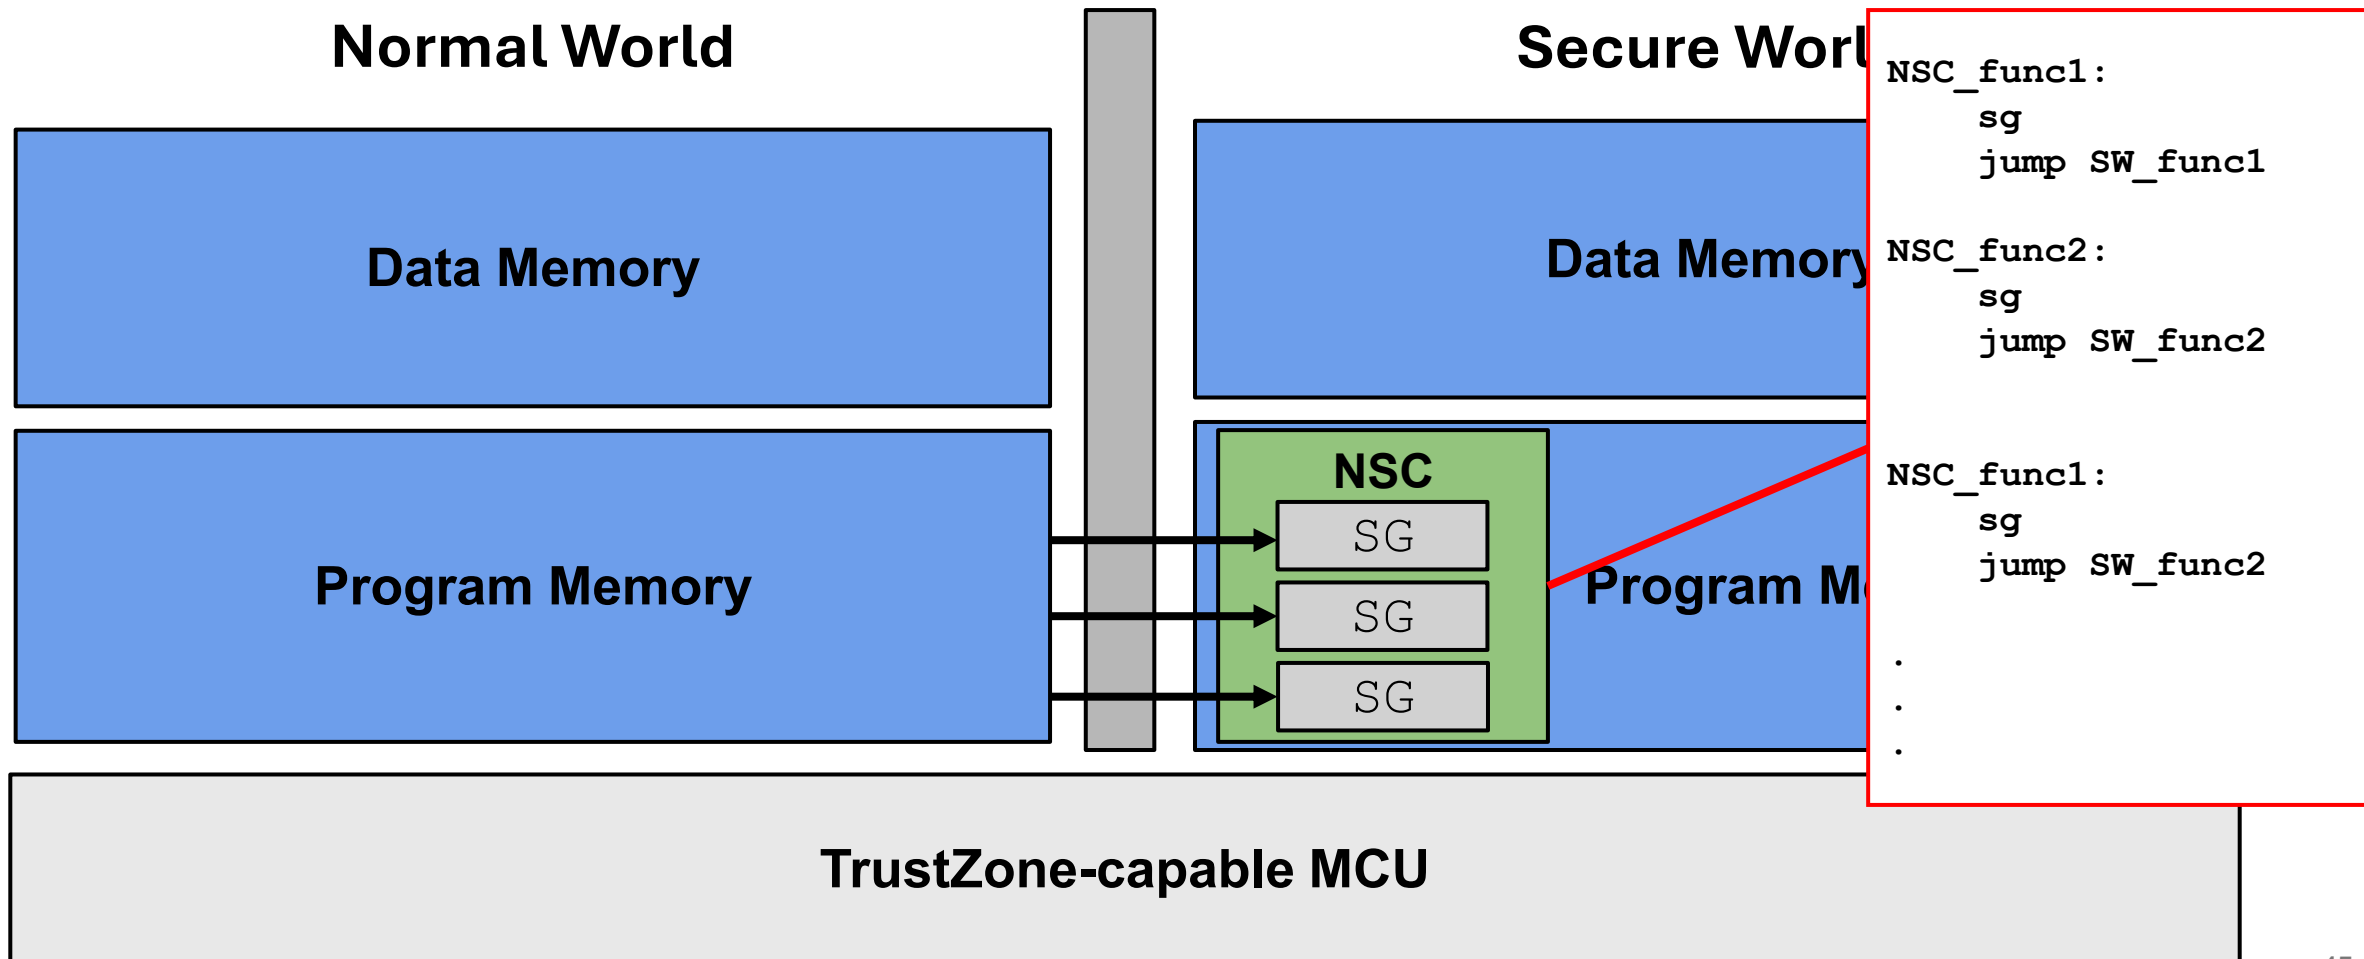 Normal World
Secure Worl
Data Memory
Data Memory
Program Memory
NSC
SG
SG
SG
Program M
TrustZone-capable MCU
NSC_func1:
sg
jump SW_func1
NSC_func2:
sg
jump SW_func2
NSC_func1:
sg
jump SW_func2
.
.
.